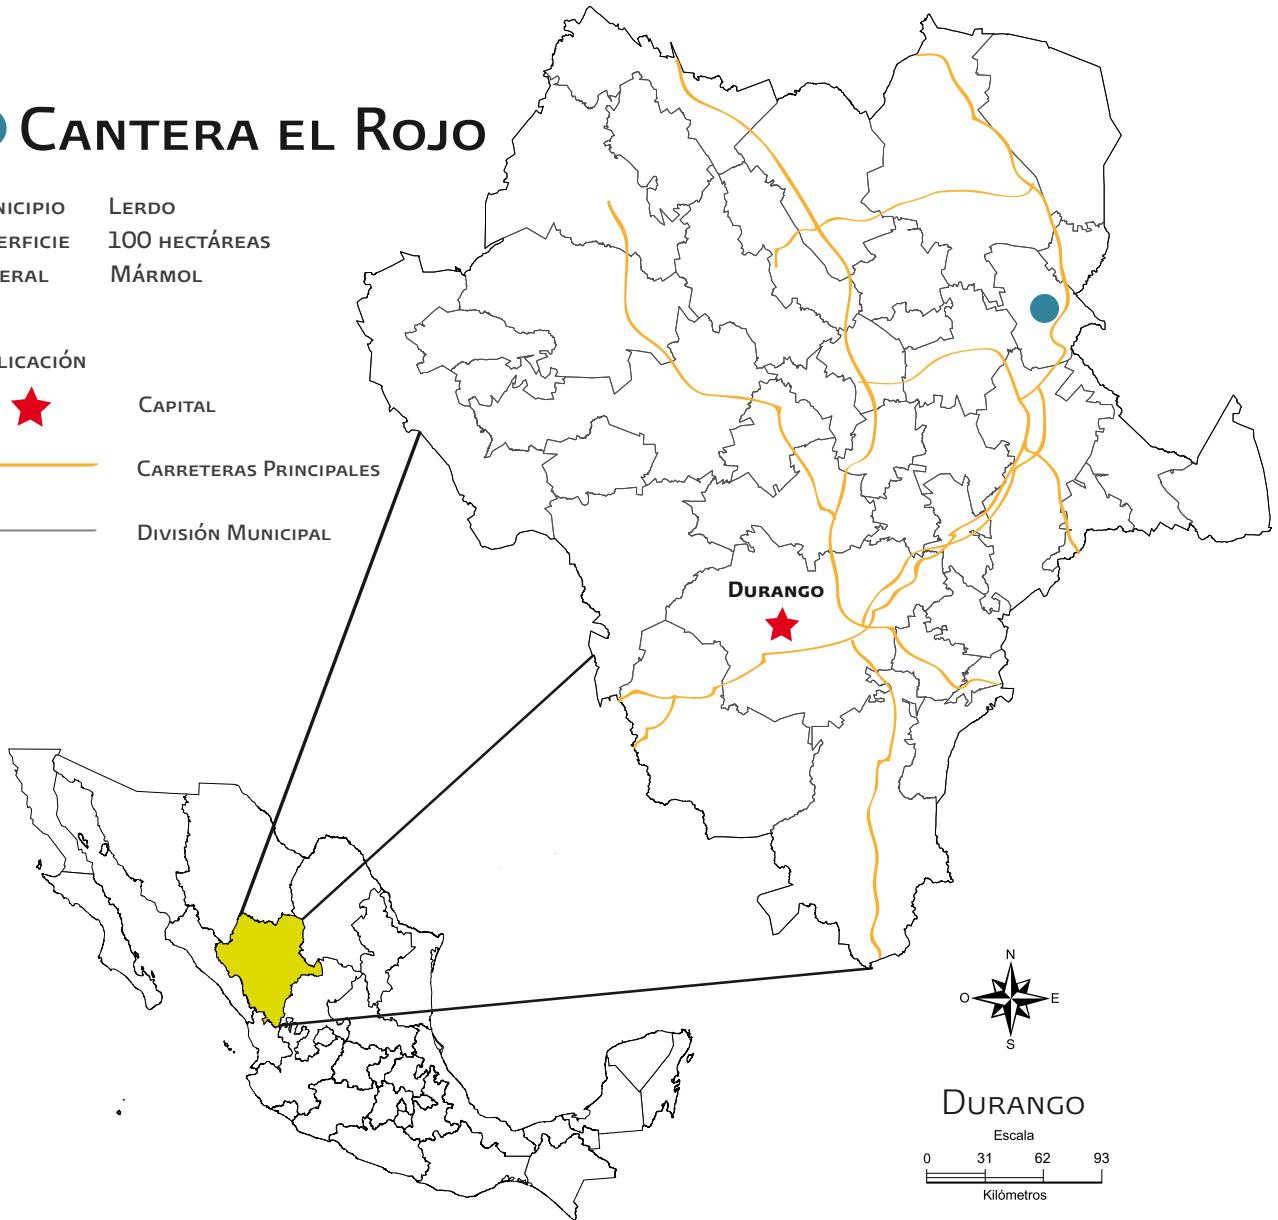 CANTERA EL ROJO
NICIPIO LERDO
ERFICIE 100 HECTÁREAS
ERAL MÁRMOL
LICACIÓN
CAPITAL
CARRETERAS PRINCIPALES
DIVISIÓN MUNICIPAL
DURANGO
N
O E
S
DURANGO
Escala
0 31 62 93
Kilómetros